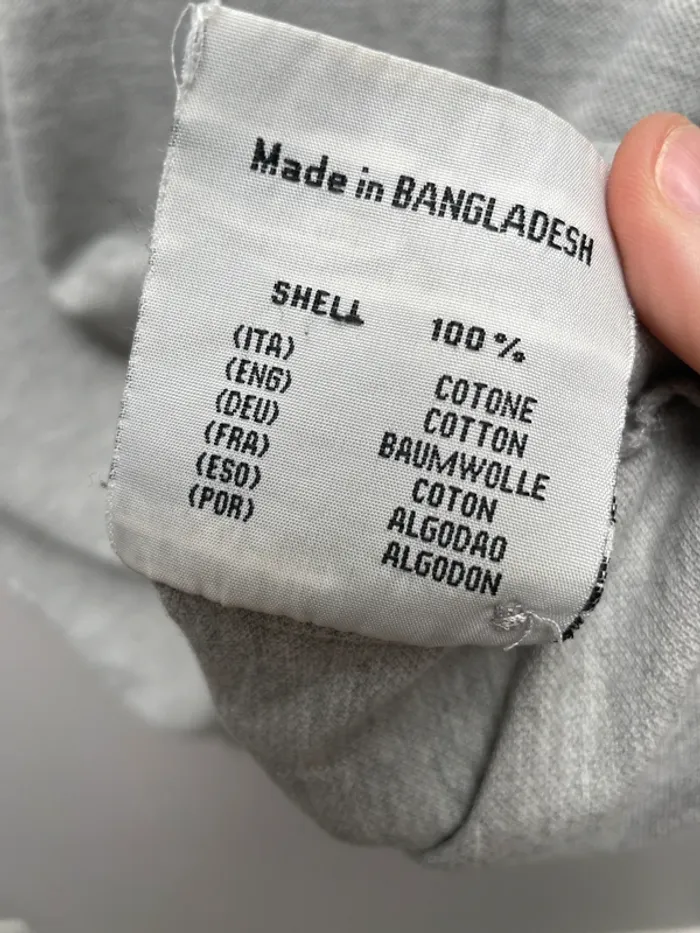 Made in BANGLADESH
SHELL 100%
(ITA) COTONE
(ENG) COTTON
(DEU) BAUMWOLLE
(FRA) COTON
(ESO) ALGODAO
(POR) ALGODON